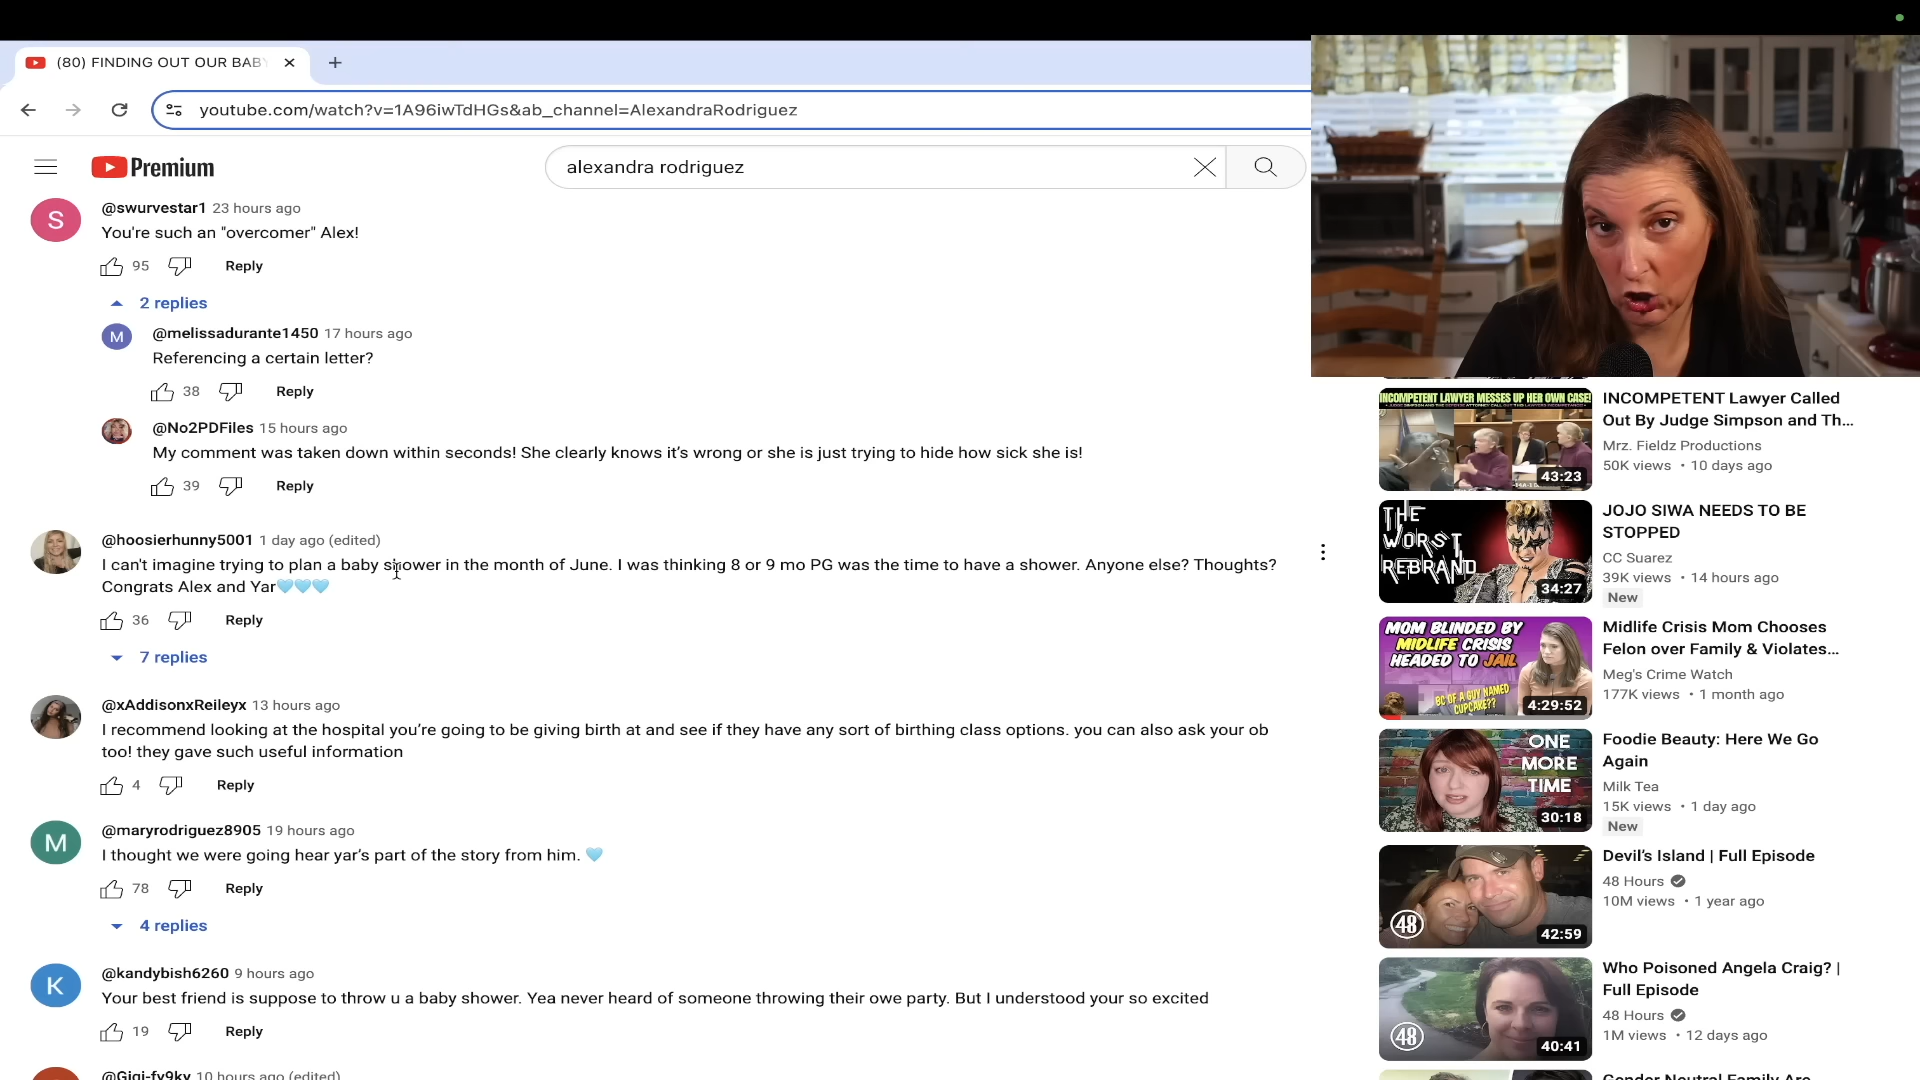 (80) FINDING OUT OUR BAB
youtube.com/watch?v=1A96iwTdHGs&ab_channel=AlexandraRodriguez
Premium
alexandra rodriguez
S
@swurvestar1 23 hours ago
You're such an "overcomer" Alex!
95 Reply
2 replies
M
@melissadurante1450 17 hours ago
Referencing a certain letter?
38 Reply
@No2PDFiles 15 hours ago
My comment was taken down within seconds! She clearly knows it's wrong or she is just trying to hide how sick she is!
39 Reply
@hoosierhunny5001 1 day ago (edited)
I can't imagine trying to plan a baby shower in the month of June. I was thinking 8 or 9 mo PG was the time to have a shower. Anyone else? Thoughts?
Congrats Alex and Yar🩵🩵🩵
36 Reply
7 replies
@xAddisonxReileyx 13 hours ago
I recommend looking at the hospital you’re going to be giving birth at and see if they have any sort of birthing class options. you can also ask your ob
too! they gave such useful information
4 Reply
M
@maryrodriguez8905 19 hours ago
I thought we were going hear yar’s part of the story from him. 🩵
78 Reply
4 replies
K
@kandybish6260 9 hours ago
Your best friend is suppose to throw u a baby shower. Yea never heard of someone throwing their owe party. But I understood your so excited
19 Reply
@Gigi-fy9ky 10 hours ago (edited)
INCOMPETENT LAWYER MESSES UP HER OWN CASE!
43:23
INCOMPETENT Lawyer Called
Out By Judge Simpson and Th...
Mrz. Fieldz Productions
50K views • 10 days ago
THE
WORST
REBRAND
34:27
JOJO SIWA NEEDS TO BE
STOPPED
CC Suarez
39K views • 14 hours ago
New
MOM BLINDED BY
MIDLIFE CRISIS
HEADED TO JAIL
BC OF A GUY NAMED
CUPCAKE??
4:29:52
Midlife Crisis Mom Chooses
Felon over Family & Violates...
Meg's Crime Watch
177K views • 1 month ago
ONE
MORE
TIME
30:18
Foodie Beauty: Here We Go
Again
Milk Tea
15K views • 1 day ago
New
48
42:59
Devil's Island | Full Episode
48 Hours
10M views • 1 year ago
48
40:41
Who Poisoned Angela Craig? |
Full Episode
48 Hours
1M views • 12 days ago
Gender Neutral Family Are